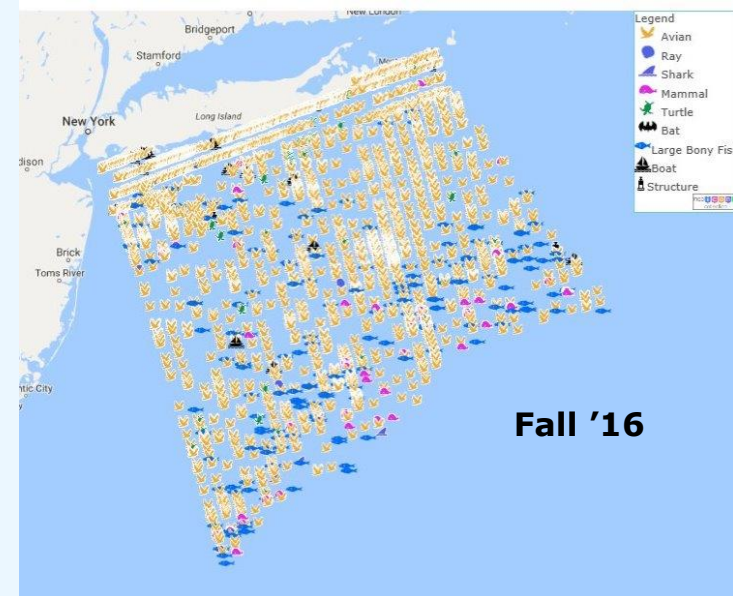 New London
Bridgeport
Stamford
New York
Long Island
dison
Brick
Toms River
ntic City
y
Legend
Avian
Ray
Shark
Mammal
Turtle
Bat
Large Bony Fis
Boat
Structure
Fall ’16